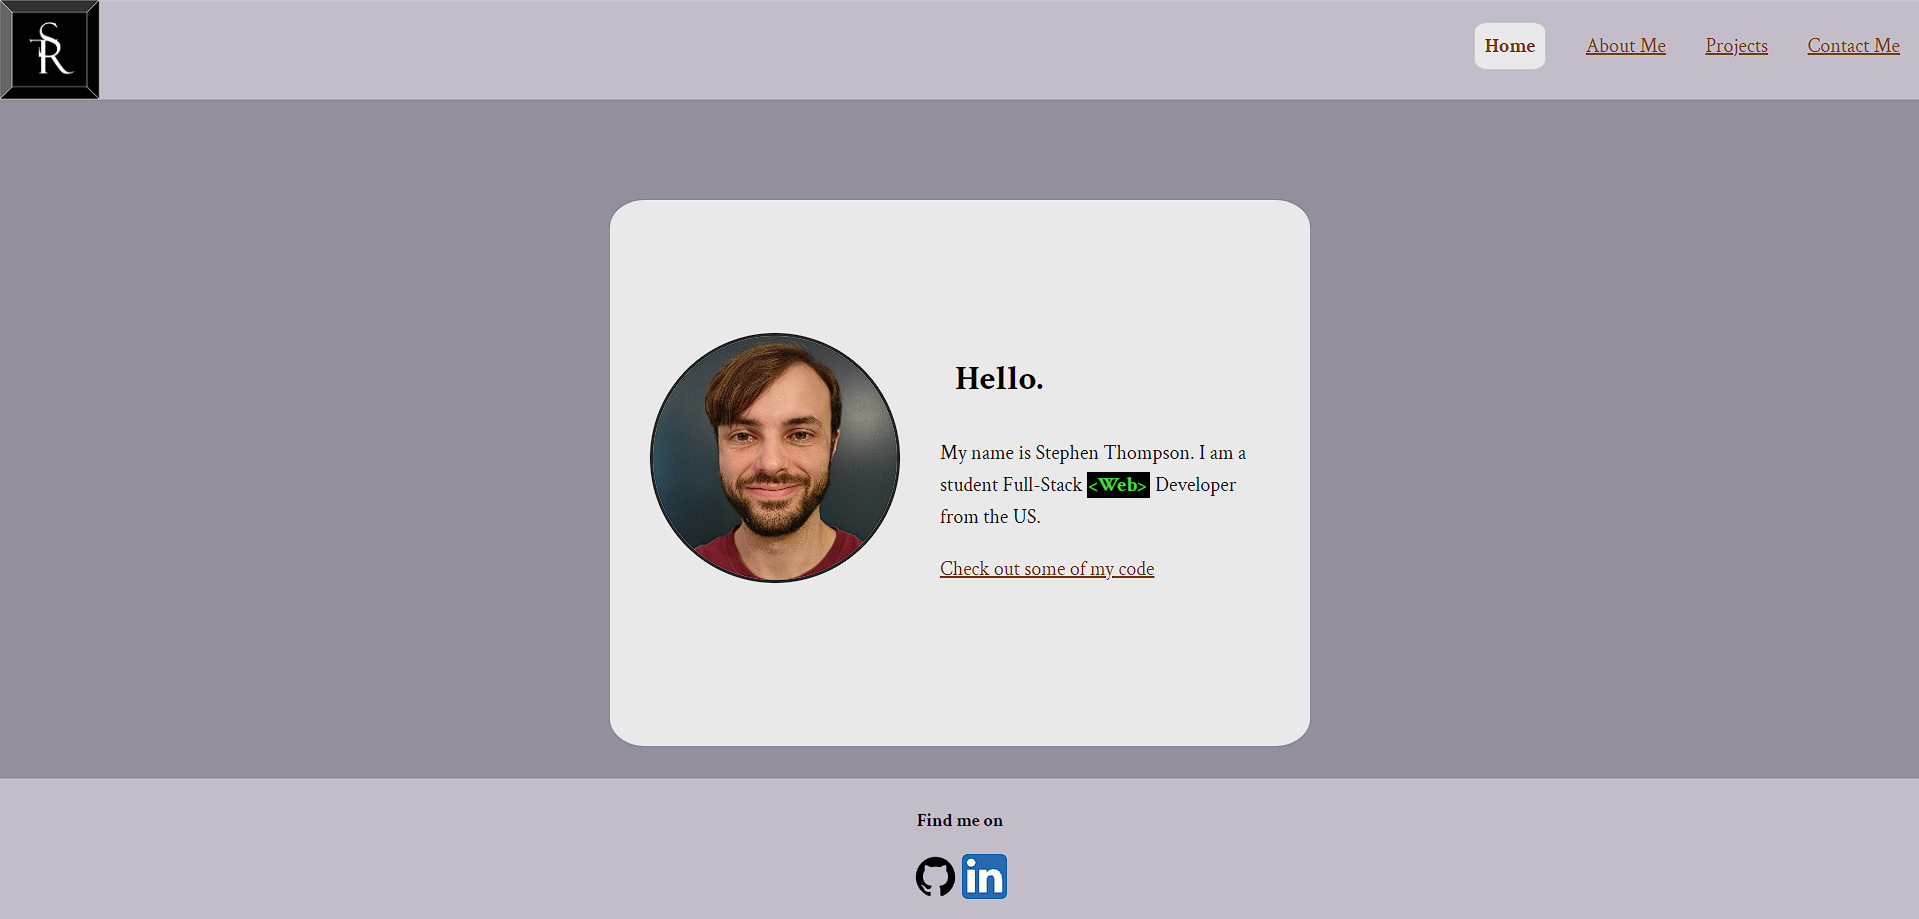 SR
Home About Me Projects Contact Me
Hello.
My name is Stephen Thompson. I am a
student Full-Stack <Web> Developer
from the US.
Check out some of my code
Find me on
in